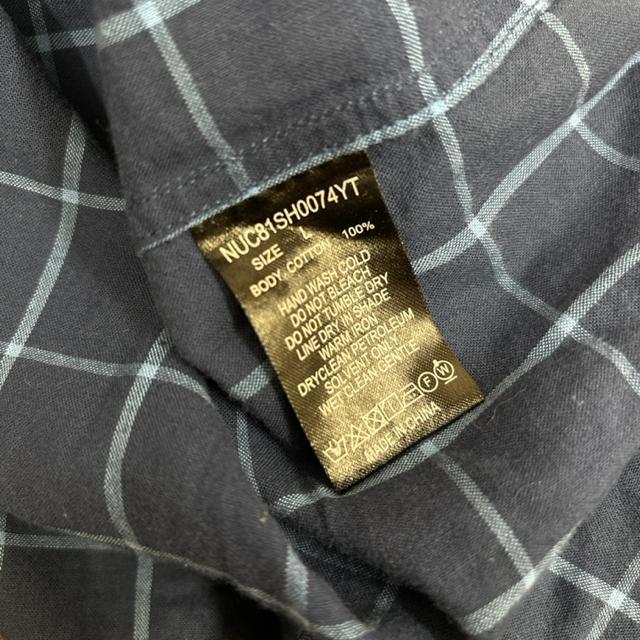 NUC81SH0074YT
SIZE L
BODY, COTTON 100%
HAND WASH COLD
DO NOT BLEACH
DO NOT TUMBLE DRY
LINE DRY IN SHADE
WARM IRON
DRYCLEAN PETROLEUM
SOLVENT ONLY
WET CLEAN GENTLE
F W
MADE IN CHINA